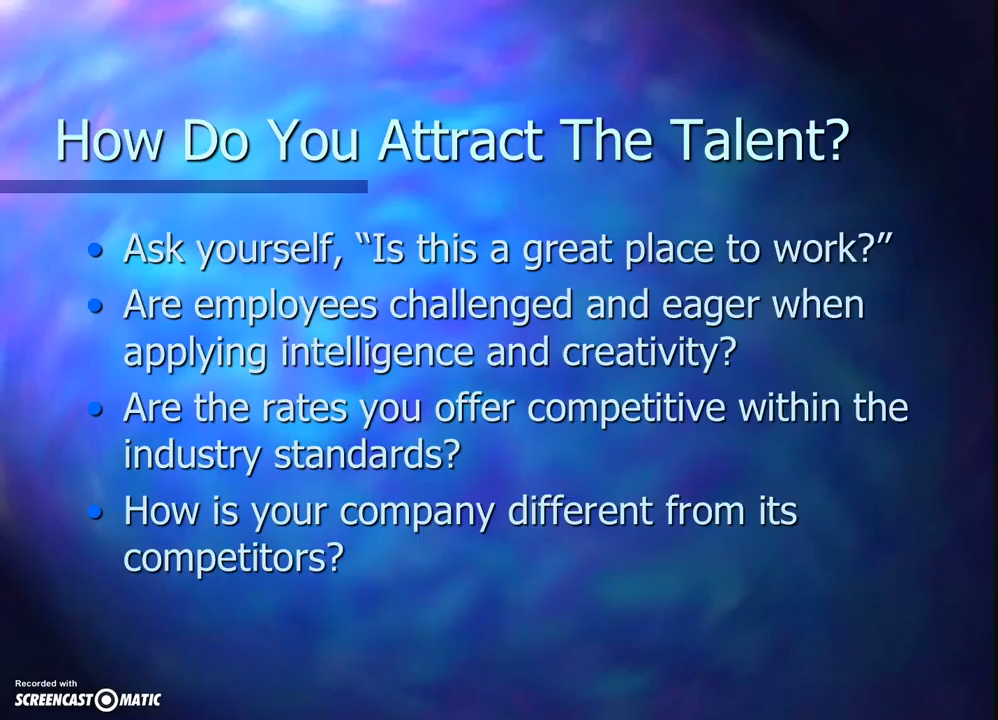 How Do You Attract The Talent?
• Ask yourself, “Is this a great place to work?”
• Are employees challenged and eager when
applying intelligence and creativity?
• Are the rates you offer competitive within the
industry standards?
• How is your company different from its
competitors?
Recorded with
SCREENCAST MATIC